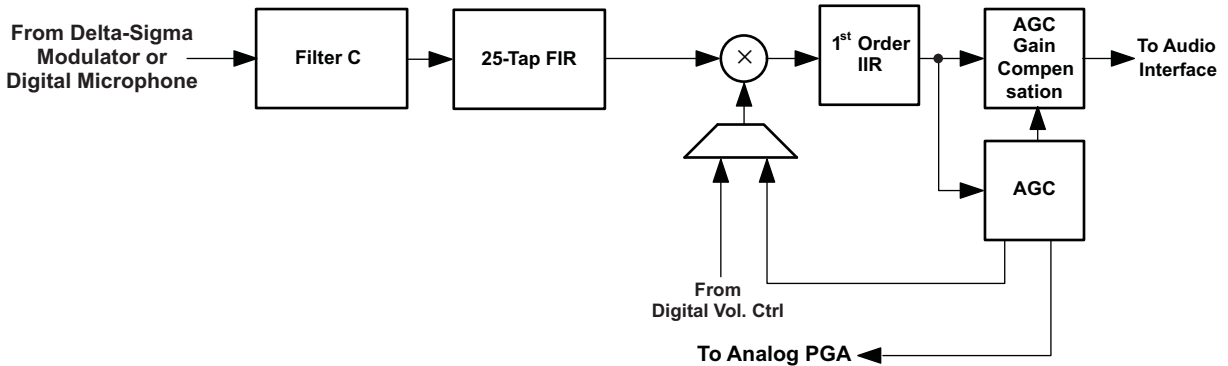 From Delta-Sigma
Modulator or
Digital Microphone
Filter C
25-Tap FIR
×
1st Order
IIR
AGC
Gain
Compen
sation
To Audio
Interface
AGC
From
Digital Vol. Ctrl
To Analog PGA